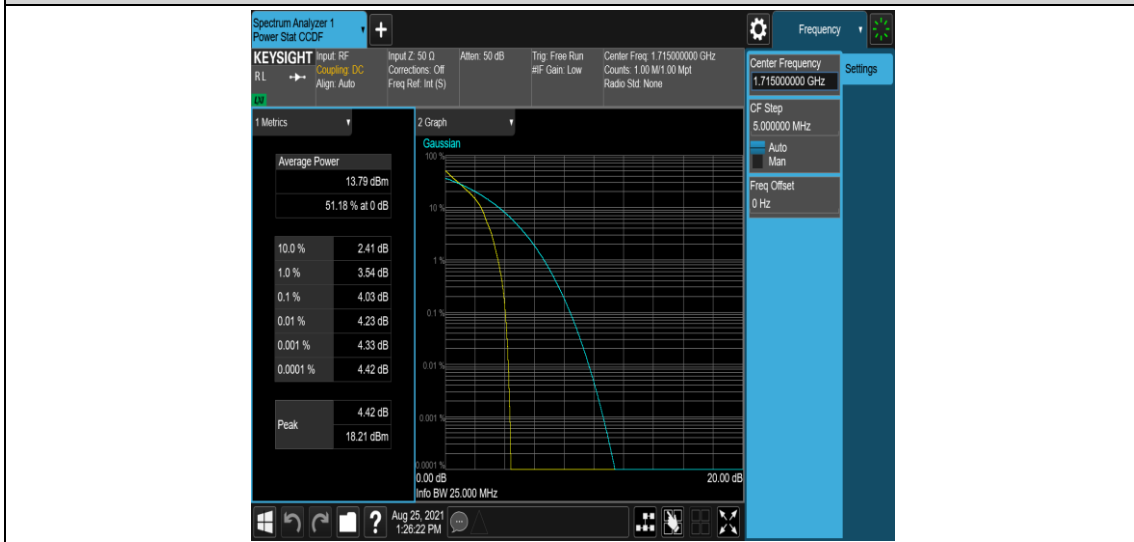 Spectrum Analyzer 1
Power Stat CCDF
Frequency
KEYSIGHT
RL
Input: RF
Coupling: DC
Align: Auto
Input Z: 50 Ω
Corrections: Off
Freq Ref: Int (S)
Atten: 50 dB
Trig: Free Run
#IF Gain: Low
Center Freq: 1.715000000 GHz
Counts: 1.00 M/1.00 Mpt
Radio Std: None
1 Metrics
Average Power
13.79 dBm
51.18 % at 0 dB
10.0 % 2.41 dB
1.0 % 3.54 dB
0.1 % 4.03 dB
0.01 % 4.23 dB
0.001 % 4.33 dB
0.0001 % 4.42 dB
Peak
4.42 dB
18.21 dBm
2 Graph
Gaussian
100 %
10 %
1 %
0.1 %
0.01 %
0.001 %
0.0001 %
0.00 dB 20.00 dB
Info BW 25.000 MHz
Center Frequency
1.715000000 GHz
Settings
CF Step
5.000000 MHz
Auto
Man
Freq Offset
0 Hz
?
Aug 25, 2021
1:26:22 PM